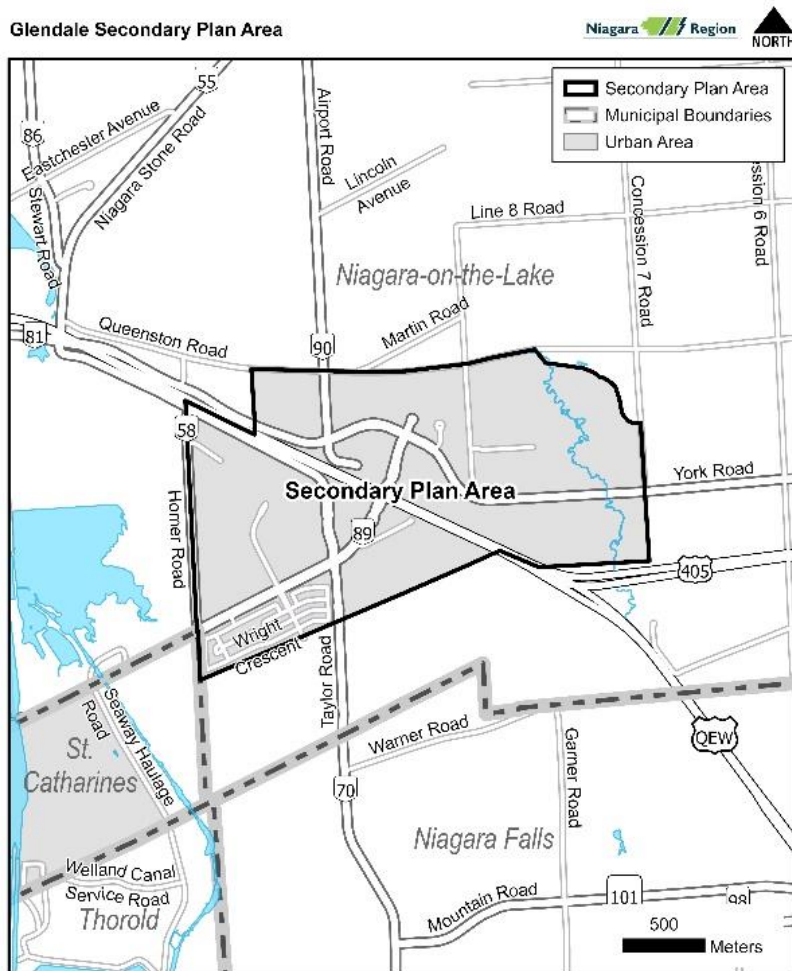 Glendale Secondary Plan Area
Niagara Region
NORTH
Secondary Plan Area
Municipal Boundaries
Urban Area
55
86
Eastchester Avenue
Niagara Stone Road
Stewart Road
Airport Road
Lincoln
Avenue
Line 8 Road
Concession 7 Road
ession 6 Road
Niagara-on-the-Lake
Martin Road
Queenston Road
81
90
58
Secondary Plan Area
York Road
Homer Road
89
405
Wright
Crescent
Taylor Road
Seaway Haulage
Road
St.
Catharines
Warner Road
Garner Road
QEW
70
Niagara Falls
Welland Canal
Service Road
Thorold
Mountain Road
101
98
500
Meters